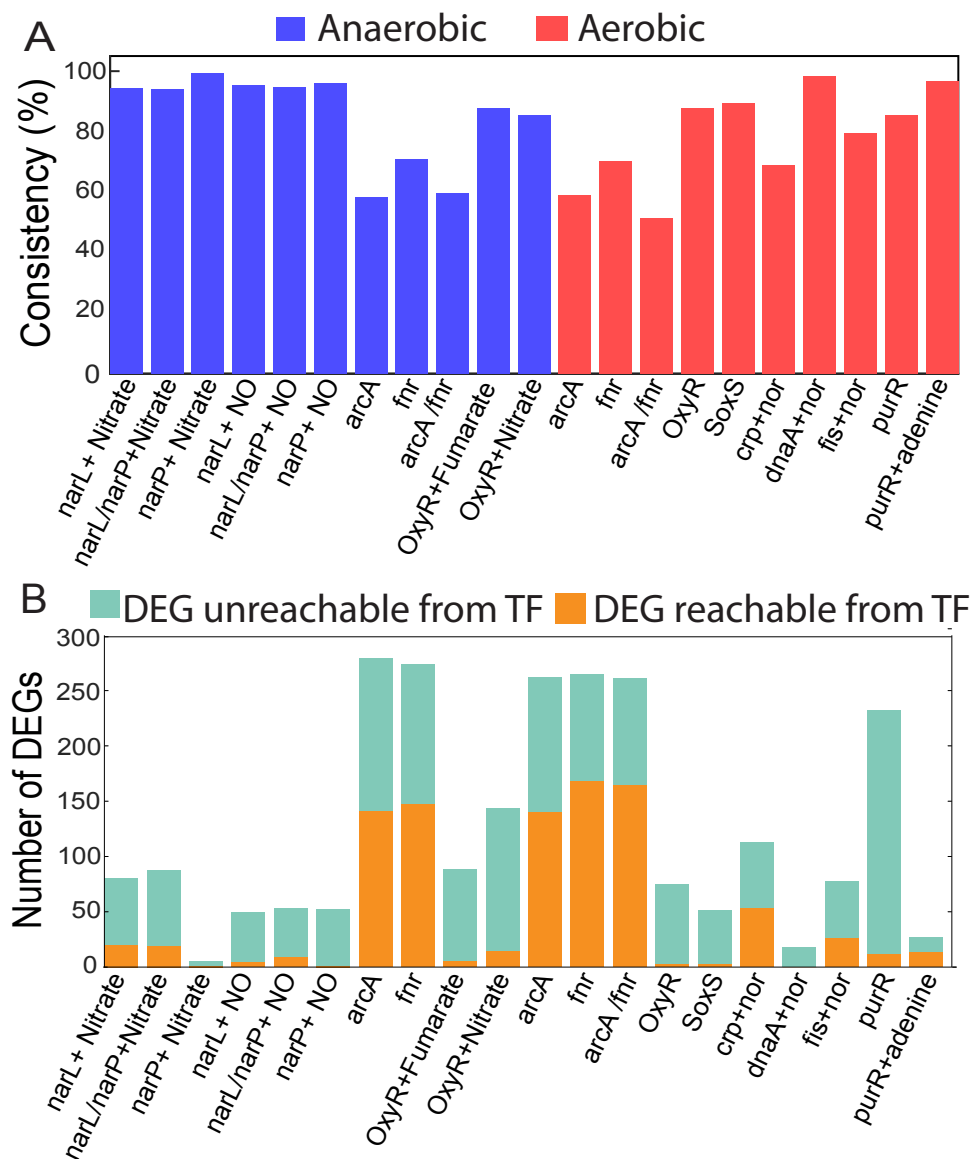 A
Anaerobic Aerobic
Consistency (%)
100
80
60
40
20
0
narL+ Nitrate
narL/narP+Nitrate
narP+ Nitrate
narL+ NO
narL/narP+ NO
narP+ NO
arcA
fnr
arcA /fnr
OxyR+Fumarate
OxyR+Nitrate
arcA
fnr
arcA /fnr
OxyR
SoxS
crp+nor
dnaA+nor
fis+nor
purR
purR+adenine
B
DEG unreachable from TF DEG reachable from TF
Number of DEGs
300
250
200
150
100
50
0
narL+ Nitrate
narL/narP+Nitrate
narP+ Nitrate
narL+ NO
narL/narP+ NO
narP+ NO
arcA
fnr
OxyR+Fumarate
OxyR+Nitrate
arcA
fnr
arcA /fnr
OxyR
SoxS
crp+nor
dnaA+nor
fis+nor
purR
purR+adenine